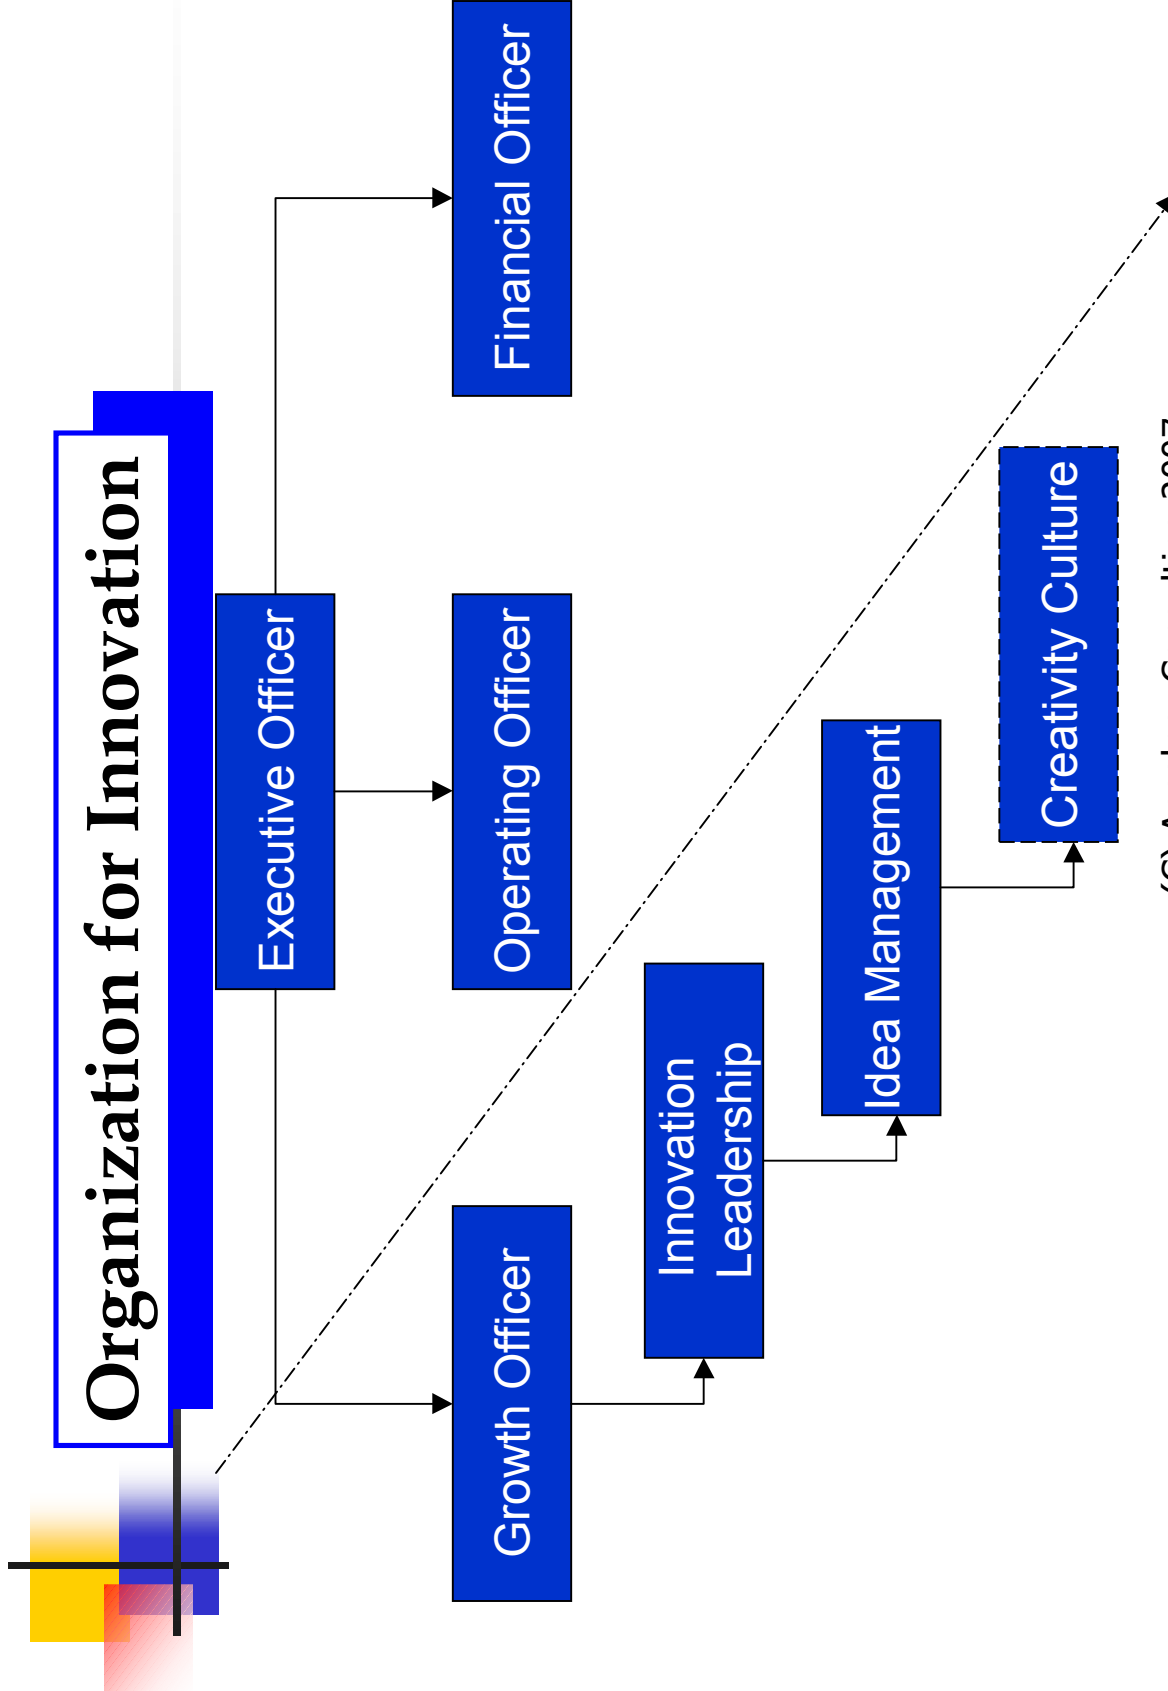 Organization for Innovation
Executive Officer
Growth Officer
Operating Officer
Financial Officer
Innovation
Leadership
Idea Management
Creativity Culture